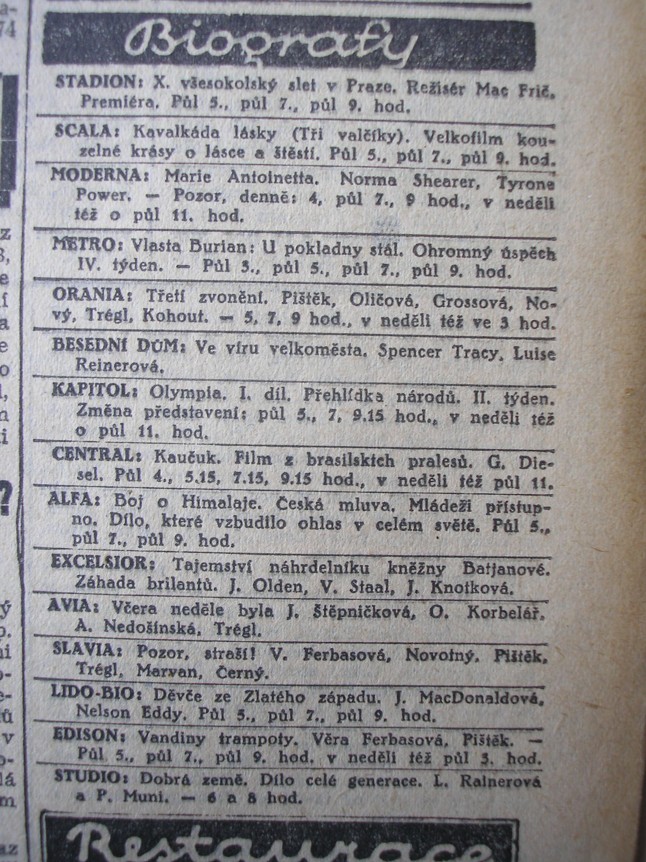 Biografy
STADION: X. všesokolský slet v Praze. Režisér Mac Frič.
Premiéra. Půl 5., půl 7., půl 9. hod.
SCALA: Kavalkáda lásky (Tři valčíky). Velkofilm kou-
zelné krásy o lásce a štěstí. Půl 5., půl 7., půl 9. hod.
MODERNA: Marie Antoinetta. Norma Shearer, Tyrone
Power. — Pozor, denně: 4, půl 7., 9 hod., v neděli
též o půl 11. hod.
METRO: Vlasta Burian: U pokladny stál. Ohromný úspěch
IV. týden. — Půl 3., půl 5., půl 7., půl 9. hod.
ORANIA: Třetí zvonění. Pištěk, Oličová, Grossová, No-
vý, Trégl, Kohout. — 5, 7, 9 hod., v neděli též ve 3 hod.
BESEDNÍ DŮM: Ve víru velkoměsta. Spencer Tracy, Luise
Reinerová.
KAPITOL: Olympia. I. díl. Přehlídka národů. II. týden.
Změna představení: půl 5., 7, 9.15 hod., v neděli též
o půl 11. hod.
CENTRAL: Kaučuk. Film z brasilských pralesů. G. Die-
sel. Půl 4., 5.15, 7.15, 9.15 hod., v neděli též půl 11.
ALFA: Boj o Himalaje. Česká mluva. Mládeži přístup-
no. Dílo, které vzbudilo ohlas v celém světě. Půl 5.,
půl 7., půl 9. hod.
EXCELSIOR: Tajemství náhrdelníku kněžny Batjanové.
Záhada brilantů. J. Olden, V. Staal, J. Knotková.
AVIA: Včera neděle byla J. Štěpničková, O. Korbelář.
A. Nedošínská, Trégl.
SLAVIA: Pozor, straší! V. Ferbasová, Novotný, Pištěk,
Trégl, Marvan, Černý.
LIDO-BIO: Děvče ze Zlatého západu. J. MacDonaldová,
Nelson Eddy. Půl 5., půl 7., půl 9. hod.
EDISON: Vandiny trampoty. Věra Ferbasová, Pištěk. —
Půl 5., půl 7., půl 9. hod. v neděli též půl 3. hod.
STUDIO: Dobrá země. Dílo celé generace. L. Rainerová
a P. Muni. — 6 a 8 hod.
Restaurace